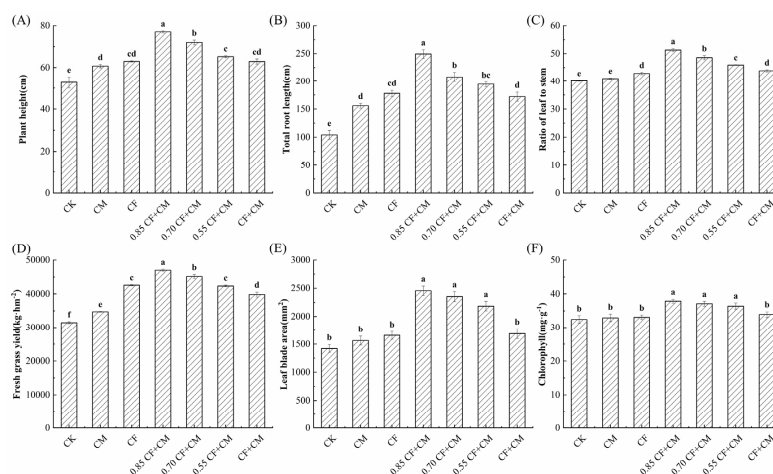 (A)
80
60
40
20
0
Plant height(cm)
e
d
cd
a
b
c
cd
CK
CM
CF
0.85 CF+CM
0.70 CF+CM
0.55 CF+CM
CF+CM
(B)
300
250
200
150
100
50
0
Total root length(cm)
e
d
cd
a
b
bc
d
CK
CM
CF
0.85 CF+CM
0.70 CF+CM
0.55 CF+CM
CF+CM
(C)
60
50
40
30
20
10
0
Ratio of leaf to stem
e
e
d
a
b
c
d
CK
CM
CF
0.85 CF+CM
0.70 CF+CM
0.55 CF+CM
CF+CM
(D)
50000
40000
30000
20000
10000
0
Fresh grass yield(kg·hm⁻²)
f
e
c
a
b
c
d
CK
CM
CF
0.85 CF+CM
0.70 CF+CM
0.55 CF+CM
CF+CM
(E)
3000
2500
2000
1500
1000
500
0
Leaf blade area(mm²)
b
b
b
a
a
a
b
CK
CM
CF
0.85 CF+CM
0.70 CF+CM
0.55 CF+CM
CF+CM
(F)
50
40
30
20
10
0
Chlorophyll(mg·g⁻¹)
b
b
b
a
a
a
b
CK
CM
CF
0.85 CF+CM
0.70 CF+CM
0.55 CF+CM
CF+CM